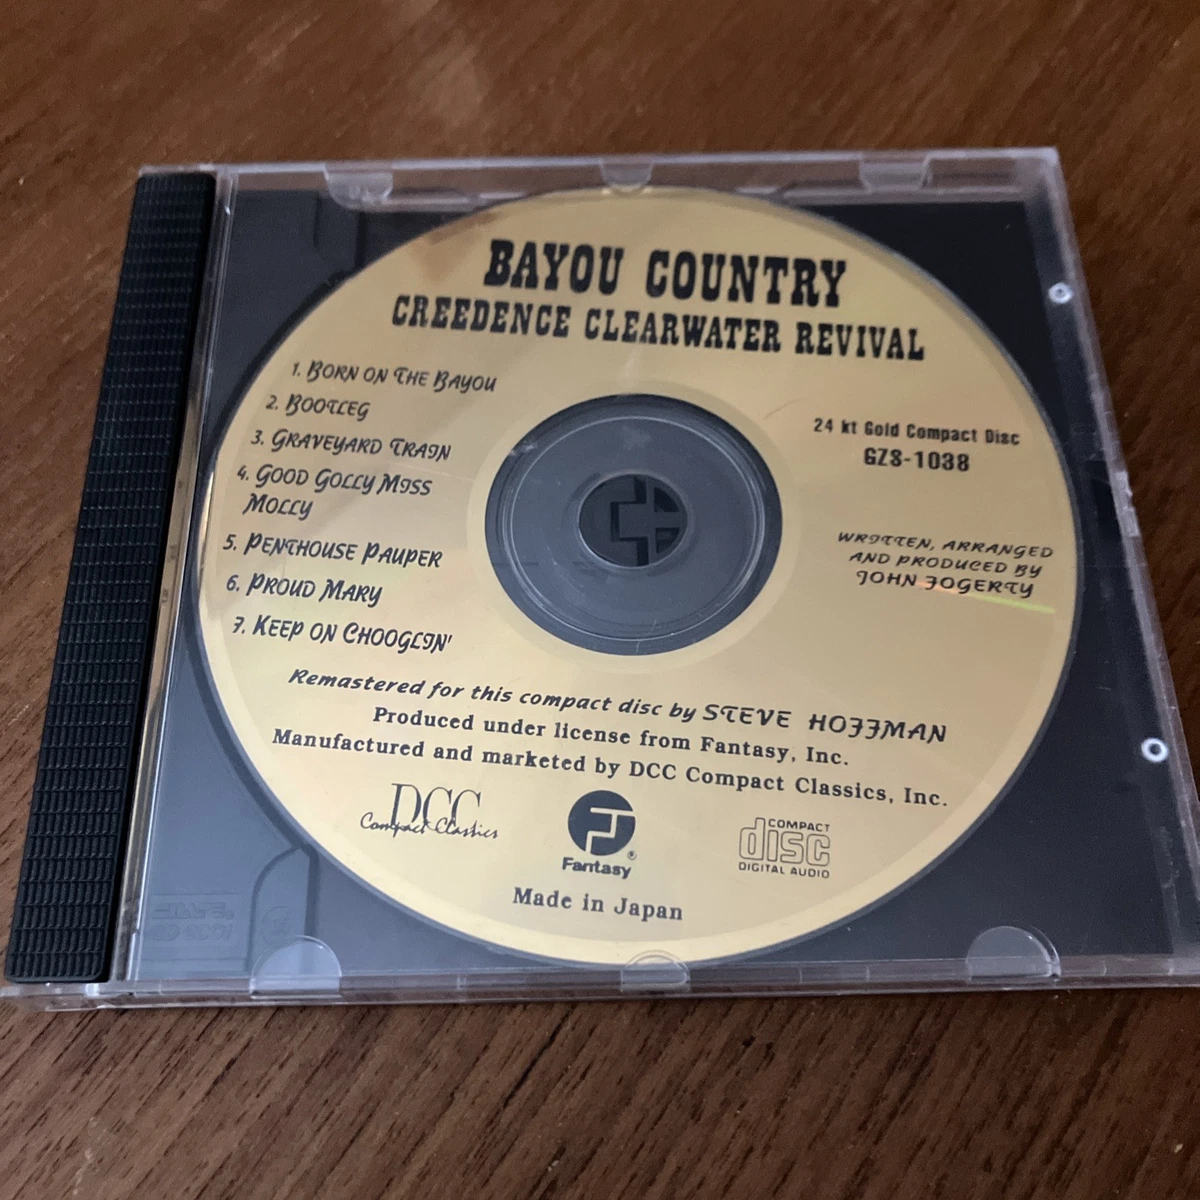 BAYOU COUNTRY
CREEDENCE CLEARWATER REVIVAL
1. BORN ON THE BAYOU
2. BOOTLEG
3. GRAVEYARD TRAIN
4. GOOD GOLLY MISS
MOLLY
5. PENTHOUSE PAUPER
6. PROUD MARY
7. KEEP ON CHOOGLIN'
24 kt Gold Compact Disc
GZS-1038
WRITTEN, ARRANGED
AND PRODUCED BY
JOHN FOGERTY
Remastered for this compact disc by STEVE HOFFMAN
Produced under license from Fantasy, Inc.
Manufactured and marketed by DCC Compact Classics, Inc.
DCC
Compact Classics
Fantasy®
COMPACT
disc
DIGITAL AUDIO
Made in Japan